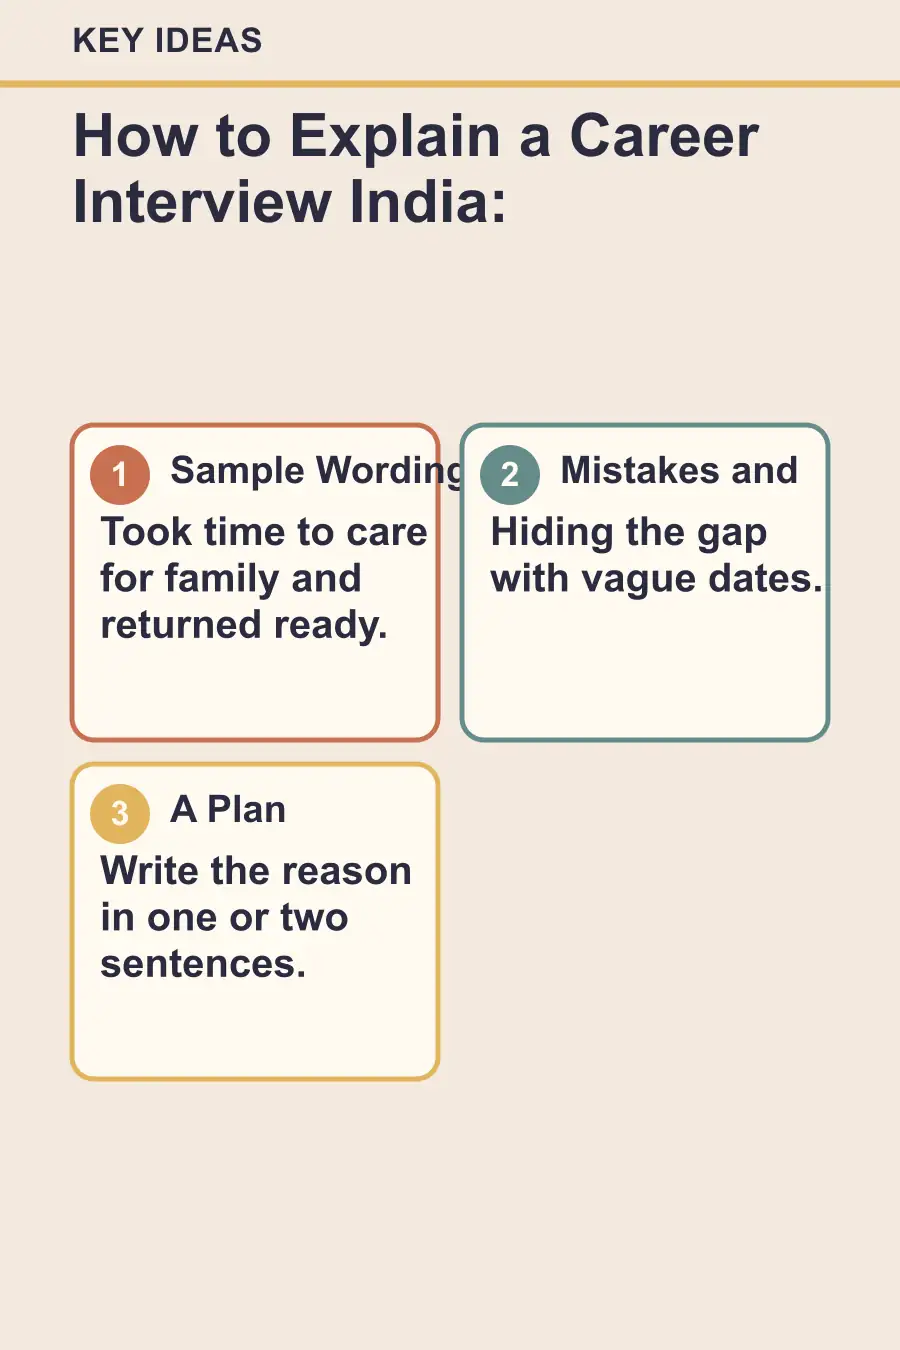 KEY IDEAS
How to Explain a Career
Interview India:
1
Sample Wording
Took time to care
for family and
returned ready.
2
Mistakes and
Hiding the gap
with vague dates.
3
A Plan
Write the reason
in one or two
sentences.